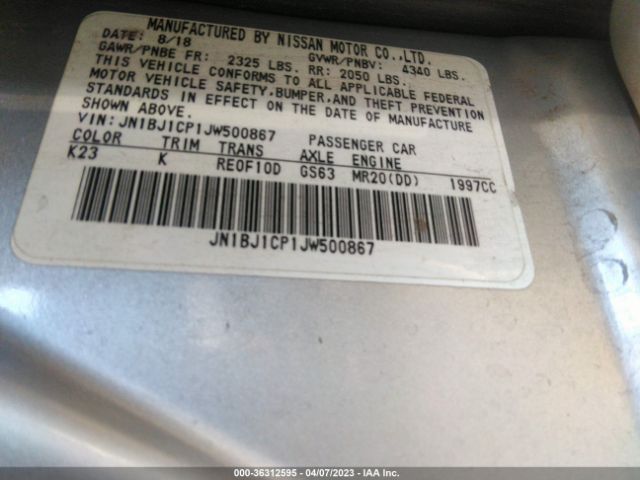 MANUFACTURED BY NISSAN MOTOR CO.,LTD.
DATE: 8/18 GVWR/PNBV: 4340 LBS.
GAWR/PNBE FR: 2325 LBS. RR: 2050 LBS.
THIS VEHICLE CONFORMS TO ALL APPLICABLE FEDERAL
MOTOR VEHICLE SAFETY,BUMPER,AND THEFT PREVENTION
STANDARDS IN EFFECT ON THE DATE OF MANUFACTURE
SHOWN ABOVE.
VIN:JN1BJ1CP1JW500867 PASSENGER CAR
COLOR TRIM TRANS AXLE ENGINE
K23 K RE0F10D GS63 MR20(DD) 1997CC
JN1BJ1CP1JW500867
000-36312595 - 04/07/2023 - IAA Inc.